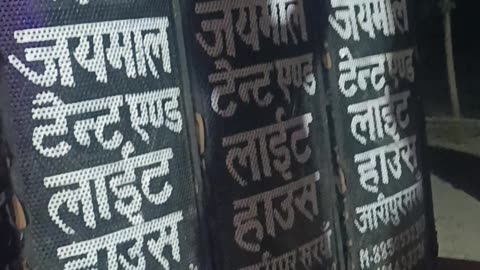 जयमाल
टैन्ट एण्ड
लाईट
हाउस
जयमाल
टैन्ट एण्ड
लाईट
हाउस
जयमाल
टैन्ट एण्ड
लाईट
हाउस